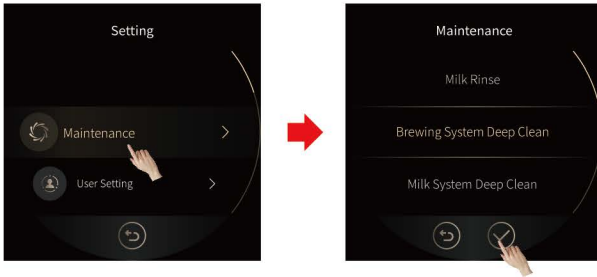 Setting
Maintenance
User Setting
Maintenance
Milk Rinse
Brewing System Deep Clean
Milk System Deep Clean